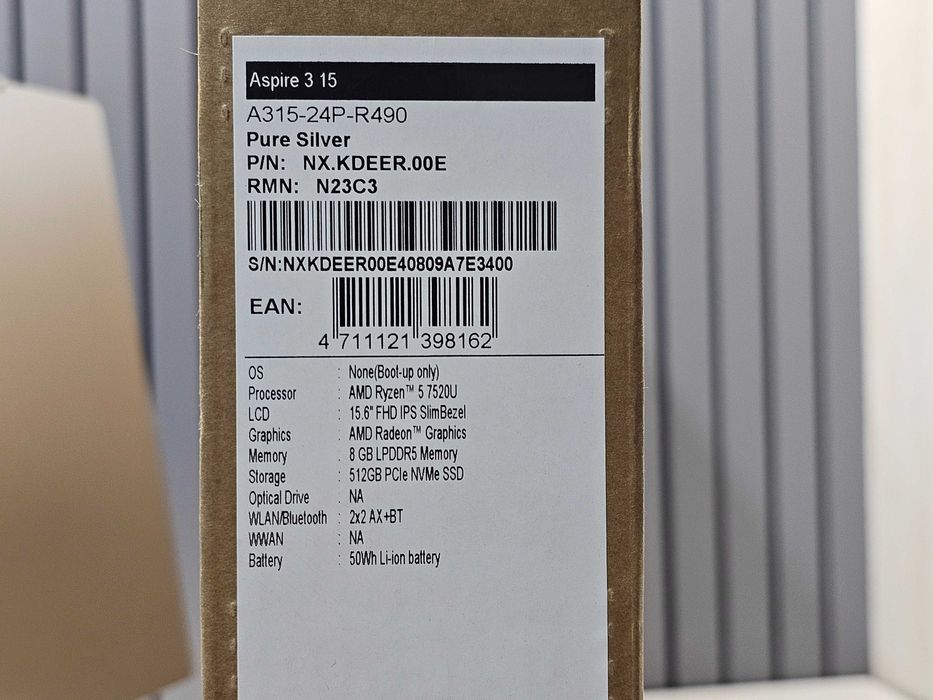 Aspire 3 15
A315-24P-R490
Pure Silver
P/N: NX.KDEER.00E
RMN: N23C3
S/N:NXKDEER00E40809A7E3400
EAN:
4 711121 398162
OS : None(Boot-up only)
Processor : AMD Ryzen™ 5 7520U
LCD : 15.6" FHD IPS SlimBezel
Graphics : AMD Radeon™ Graphics
Memory : 8 GB LPDDR5 Memory
Storage : 512GB PCIe NVMe SSD
Optical Drive : NA
WLAN/Bluetooth : 2x2 AX+BT
WWAN : NA
Battery : 50Wh Li-ion battery